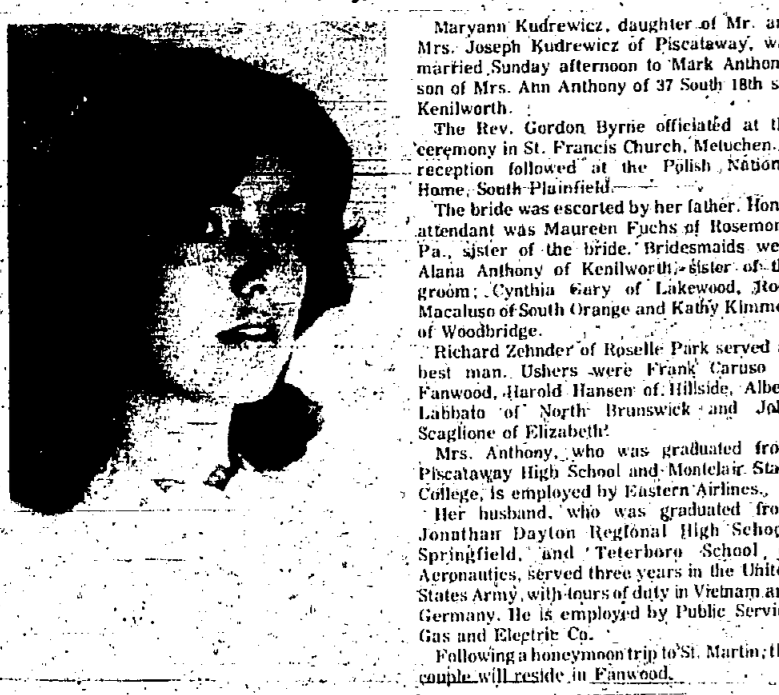 Maryann Kudrewicz, daughter of Mr. an
Mrs. Joseph Kudrewicz of Piscataway, wa
married Sunday afternoon to Mark Anthon
son of Mrs. Ann Anthony of 37 South 18th s
Kenilworth.
The Rev. Gordon Byrne officiated at th
ceremony in St. Francis Church, Metuchen.
reception followed at the Polish Nation
Home, South Plainfield.
The bride was escorted by her father. Hono
attendant was Maureen Fuchs of Rosemon
Pa., sister of the bride. Bridesmaids we
Alana Anthony of Kenilworth, sister of th
groom; Cynthia Gary of Lakewood, Ro
Macaluso of South Orange and Kathy Kimme
of Woodbridge.
Richard Zehnder of Roselle Park served a
best man. Ushers were Frank Caruso
Fanwood, Harold Hansen of Hillside, Albe
Labbato of North Brunswick and Joh
Scaglione of Elizabeth.
Mrs. Anthony, who was graduated fro
Piscataway High School and Montclair Sta
College, is employed by Eastern Airlines.
Her husband, who was graduated fro
Jonathan Dayton Regional High Schoo
Springfield, and Teterboro School
Aeronautics, served three years in the Unite
States Army, with tours of duty in Vietnam an
Germany. He is employed by Public Servic
Gas and Electric Co.
Following a honeymoon trip to St. Martin, th
couple will reside in Fanwood.